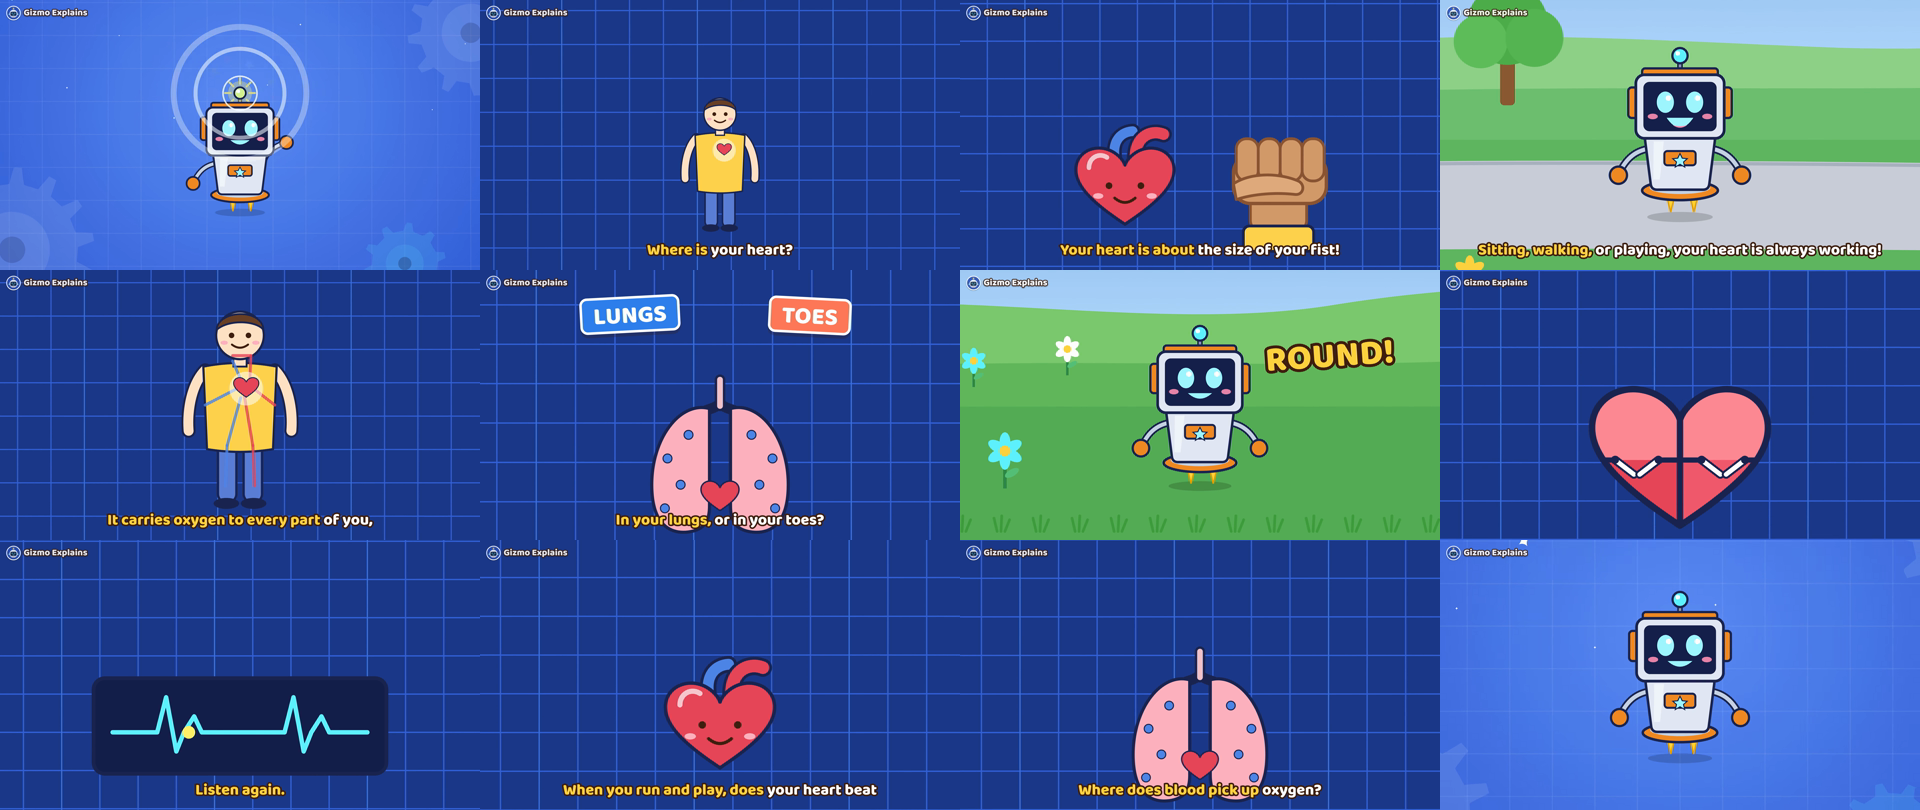 Gizmo Explains
Gizmo Explains
Where is your heart?
Gizmo Explains
Your heart is about the size of your fist!
Gizmo Explains
Sitting, walking, or playing, your heart is always working!
Gizmo Explains
It carries oxygen to every part of you,
Gizmo Explains
LUNGS
TOES
In your lungs, or in your toes?
Gizmo Explains
ROUND!
Gizmo Explains
Gizmo Explains
Listen again.
Gizmo Explains
When you run and play, does your heart beat
Gizmo Explains
Where does blood pick up oxygen?
Gizmo Explains